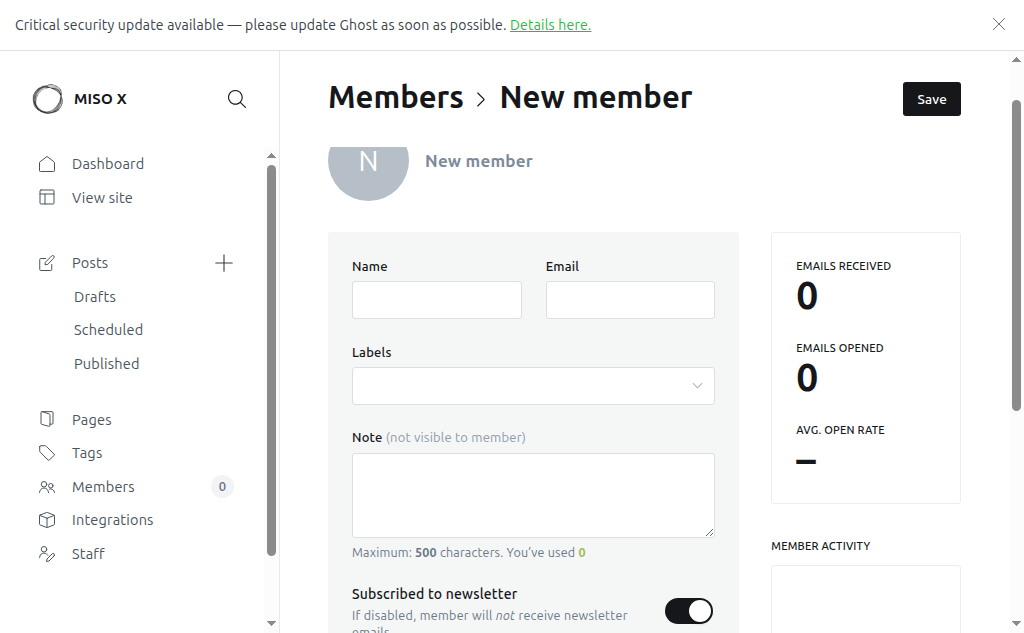 Critical security update available — please update Ghost as soon as possible. Details here.
MISO X
Members > New member
Save
N
New member
Dashboard
View site
Posts
Drafts
Scheduled
Published
Pages
Tags
Members 0
Integrations
Staff
Name
Email
Labels
Note (not visible to member)
Maximum: 500 characters. You've used 0
Subscribed to newsletter
If disabled, member will not receive newsletter
emails
EMAILS RECEIVED
0
EMAILS OPENED
0
AVG. OPEN RATE
–
MEMBER ACTIVITY